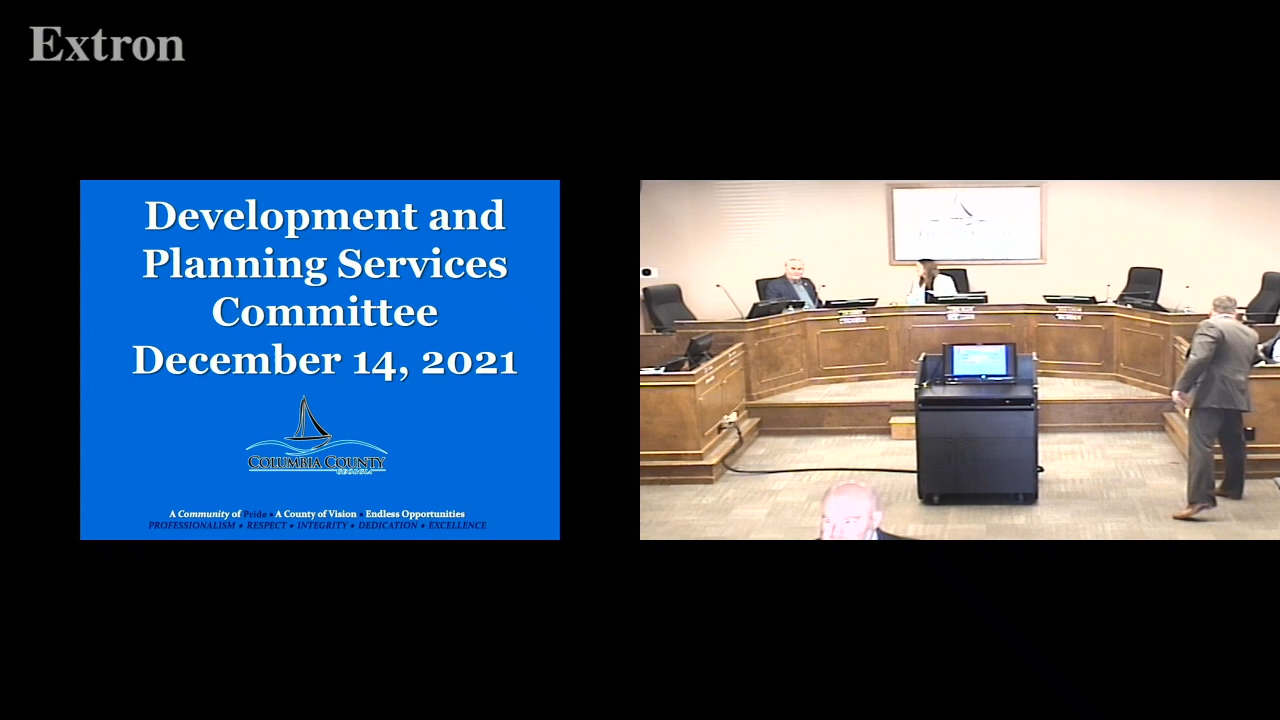 Extron
Development and
Planning Services
Committee
December 14, 2021
COLUMBIA COUNTY
GEORGIA
A Community of Pride • A County of Vision • Endless Opportunities
PROFESSIONALISM • RESPECT • INTEGRITY • DEDICATION • EXCELLENCE